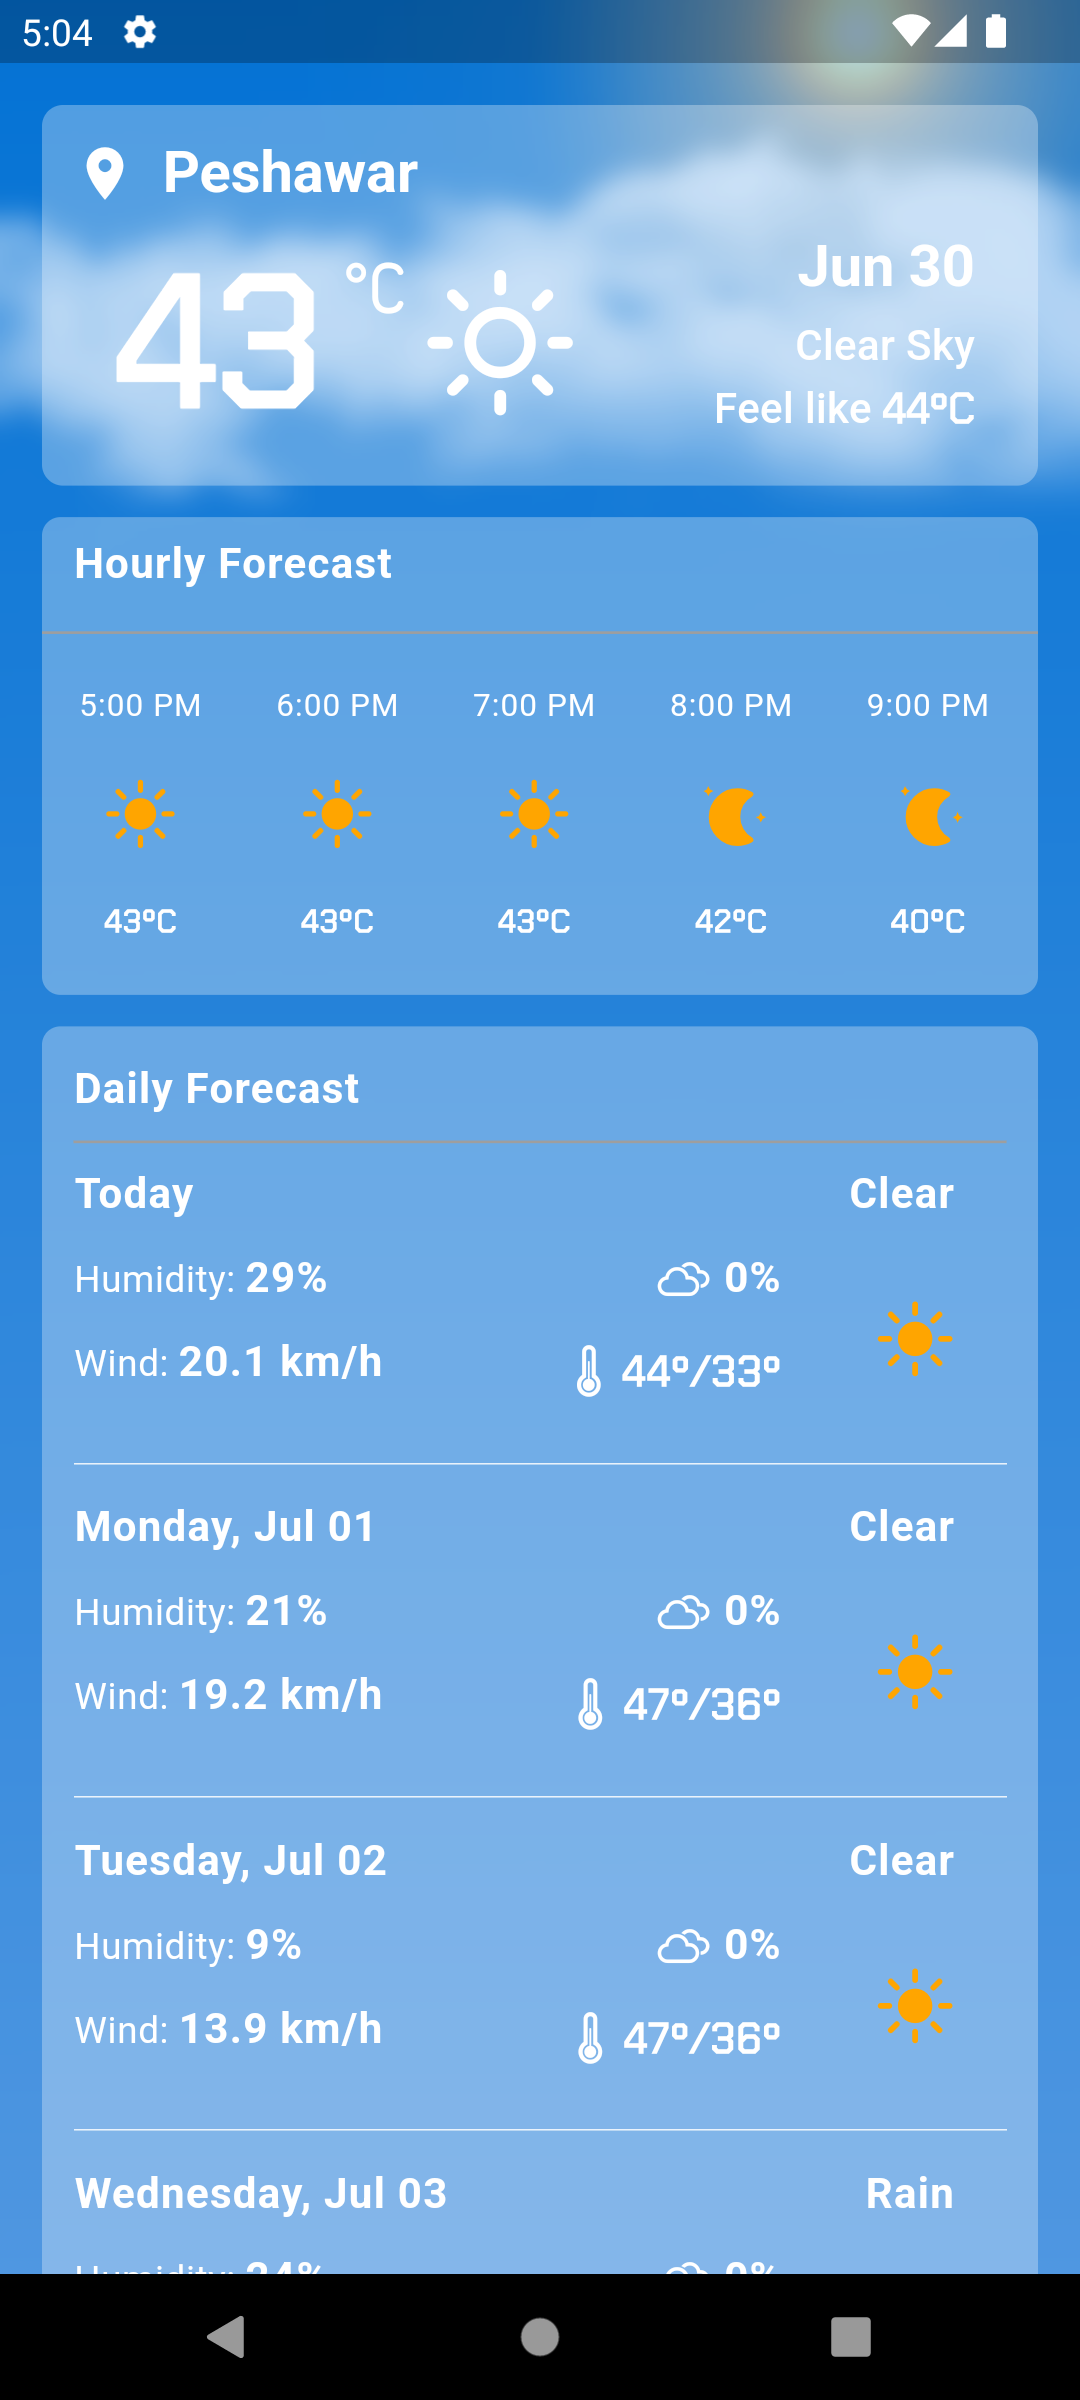 5:04
Peshawar
43 °C
Jun 30
Clear Sky
Feel like 44°C
Hourly Forecast
5:00 PM 6:00 PM 7:00 PM 8:00 PM 9:00 PM
43°C 43°C 43°C 42°C 40°C
Daily Forecast
Today Clear
Humidity: 29% 0%
Wind: 20.1 km/h 44°/33°
Monday, Jul 01 Clear
Humidity: 21% 0%
Wind: 19.2 km/h 47°/36°
Tuesday, Jul 02 Clear
Humidity: 9% 0%
Wind: 13.9 km/h 47°/36°
Wednesday, Jul 03 Rain